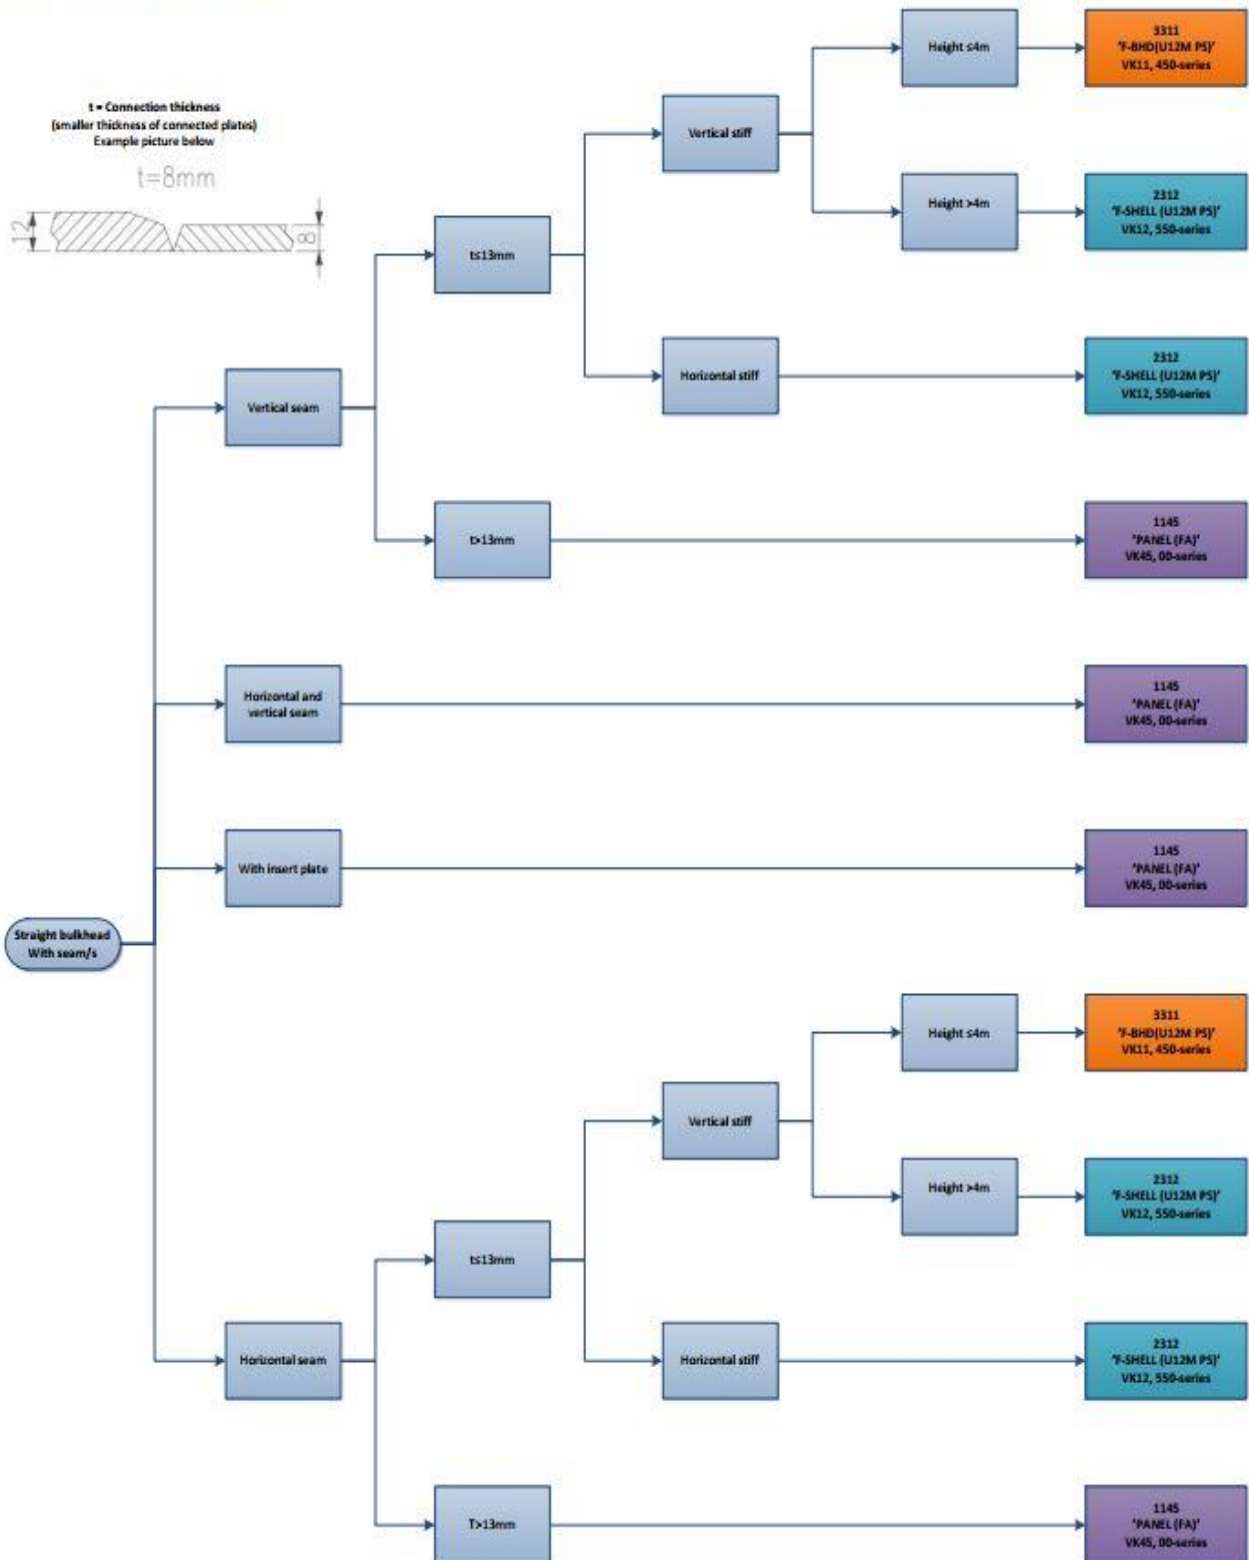 Height ≤4m
3311
'F-BHD(U12M PS)'
VK11, 450-series
t = Connection thickness
(smaller thickness of connected plates)
Example picture below
t=8mm
12
8
Vertical stiff
Height >4m
2312
'F-SHELL (U12M PS)'
VK12, 550-series
t≤13mm
Horizontal stiff
2312
'F-SHELL (U12M PS)'
VK12, 550-series
Vertical seam
t>13mm
1145
'PANEL (FA)'
VK45, 00-series
Horizontal and
vertical seam
1145
'PANEL (FA)'
VK45, 00-series
With insert plate
1145
'PANEL (FA)'
VK45, 00-series
Straight bulkhead
With seam/s
Height ≤4m
3311
'F-BHD(U12M PS)'
VK11, 450-series
Vertical stiff
Height >4m
2312
'F-SHELL (U12M PS)'
VK12, 550-series
t≤13mm
Horizontal seam
Horizontal stiff
2312
'F-SHELL (U12M PS)'
VK12, 550-series
T>13mm
1145
'PANEL (FA)'
VK45, 00-series